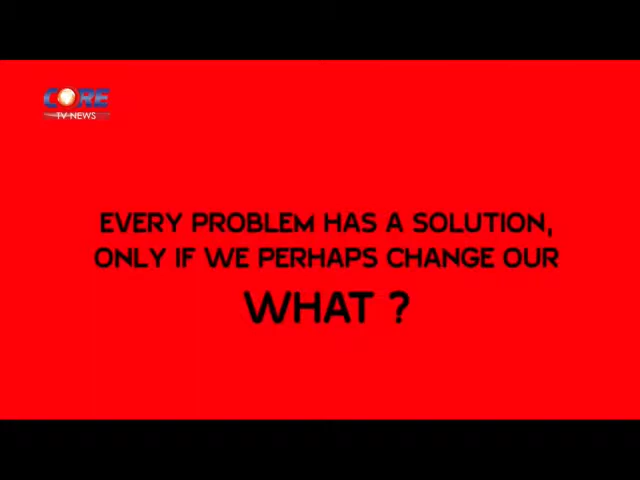 CORE
TV NEWS
EVERY PROBLEM HAS A SOLUTION,
ONLY IF WE PERHAPS CHANGE OUR
WHAT ?